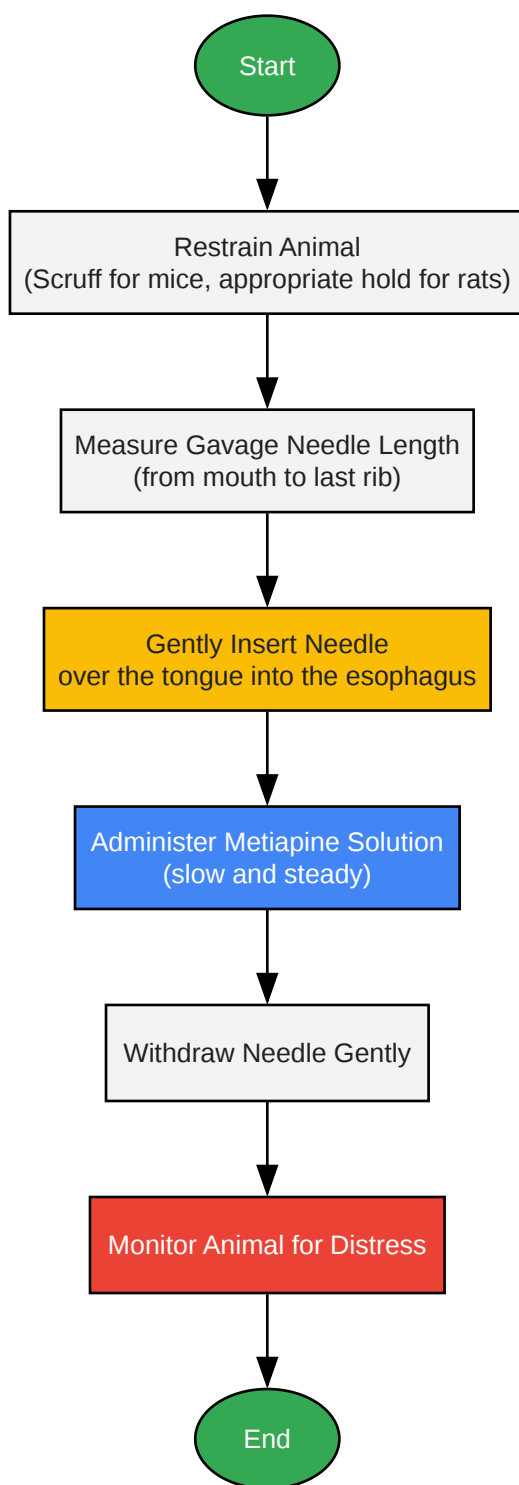 Start
Restrain Animal
(Scruff for mice, appropriate hold for rats)
Measure Gavage Needle Length
(from mouth to last rib)
Gently Insert Needle
over the tongue into the esophagus
Administer Metiapine Solution
(slow and steady)
Withdraw Needle Gently
Monitor Animal for Distress
End